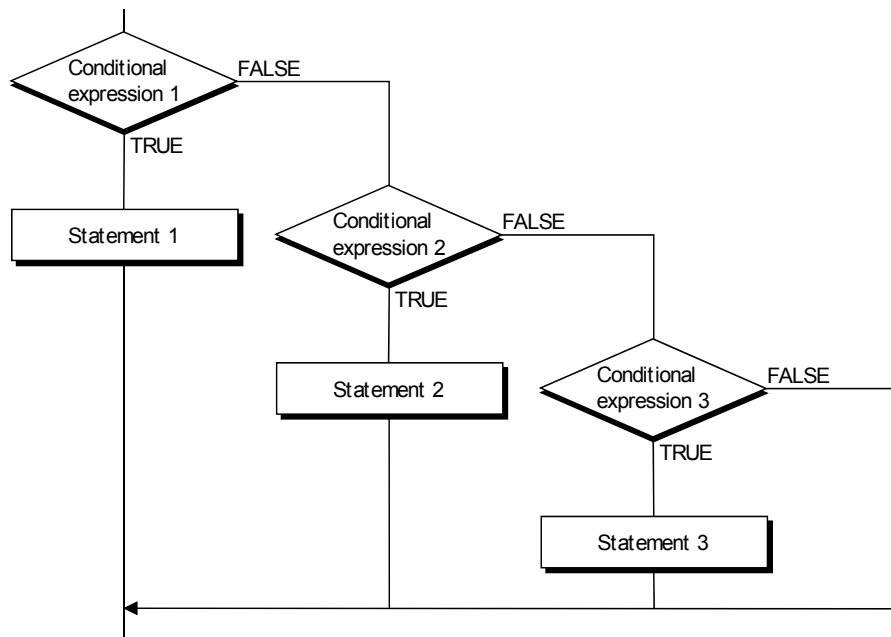 Conditional
expression 1
FALSE
TRUE
Statement 1
Conditional
expression 2
FALSE
TRUE
Statement 2
Conditional
expression 3
FALSE
TRUE
Statement 3